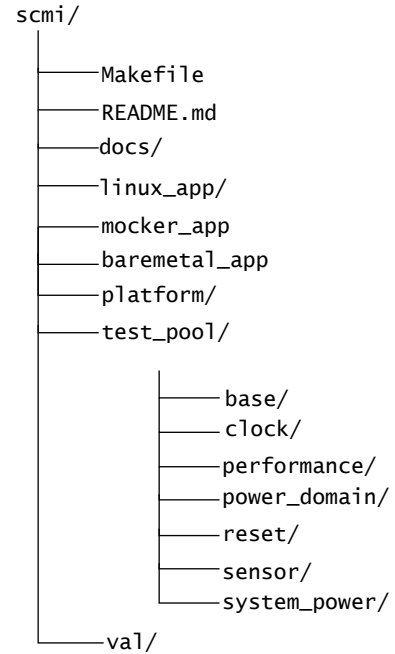 scmi/
Makefile
README.md
docs/
linux_app/
mocker_app
baremetal_app
platform/
test_pool/
base/
clock/
performance/
power_domain/
reset/
sensor/
system_power/
val/